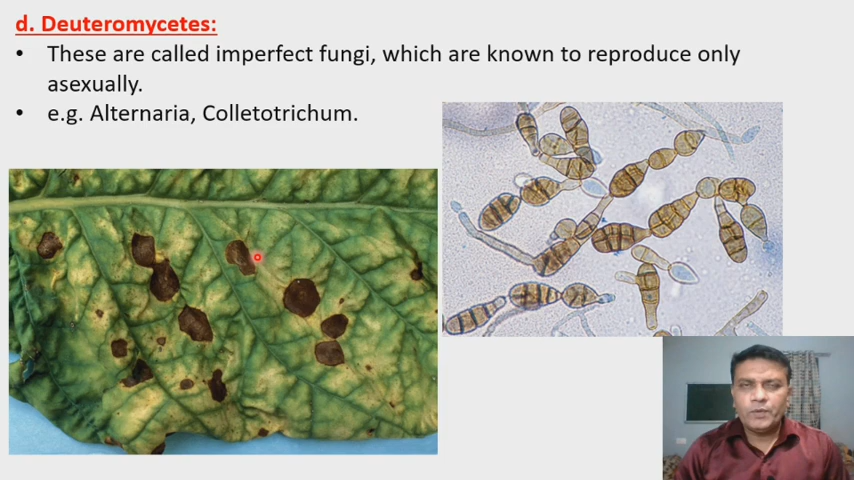 d. Deuteromycetes:
• These are called imperfect fungi, which are known to reproduce only
asexually.
• e.g. Alternaria, Colletotrichum.